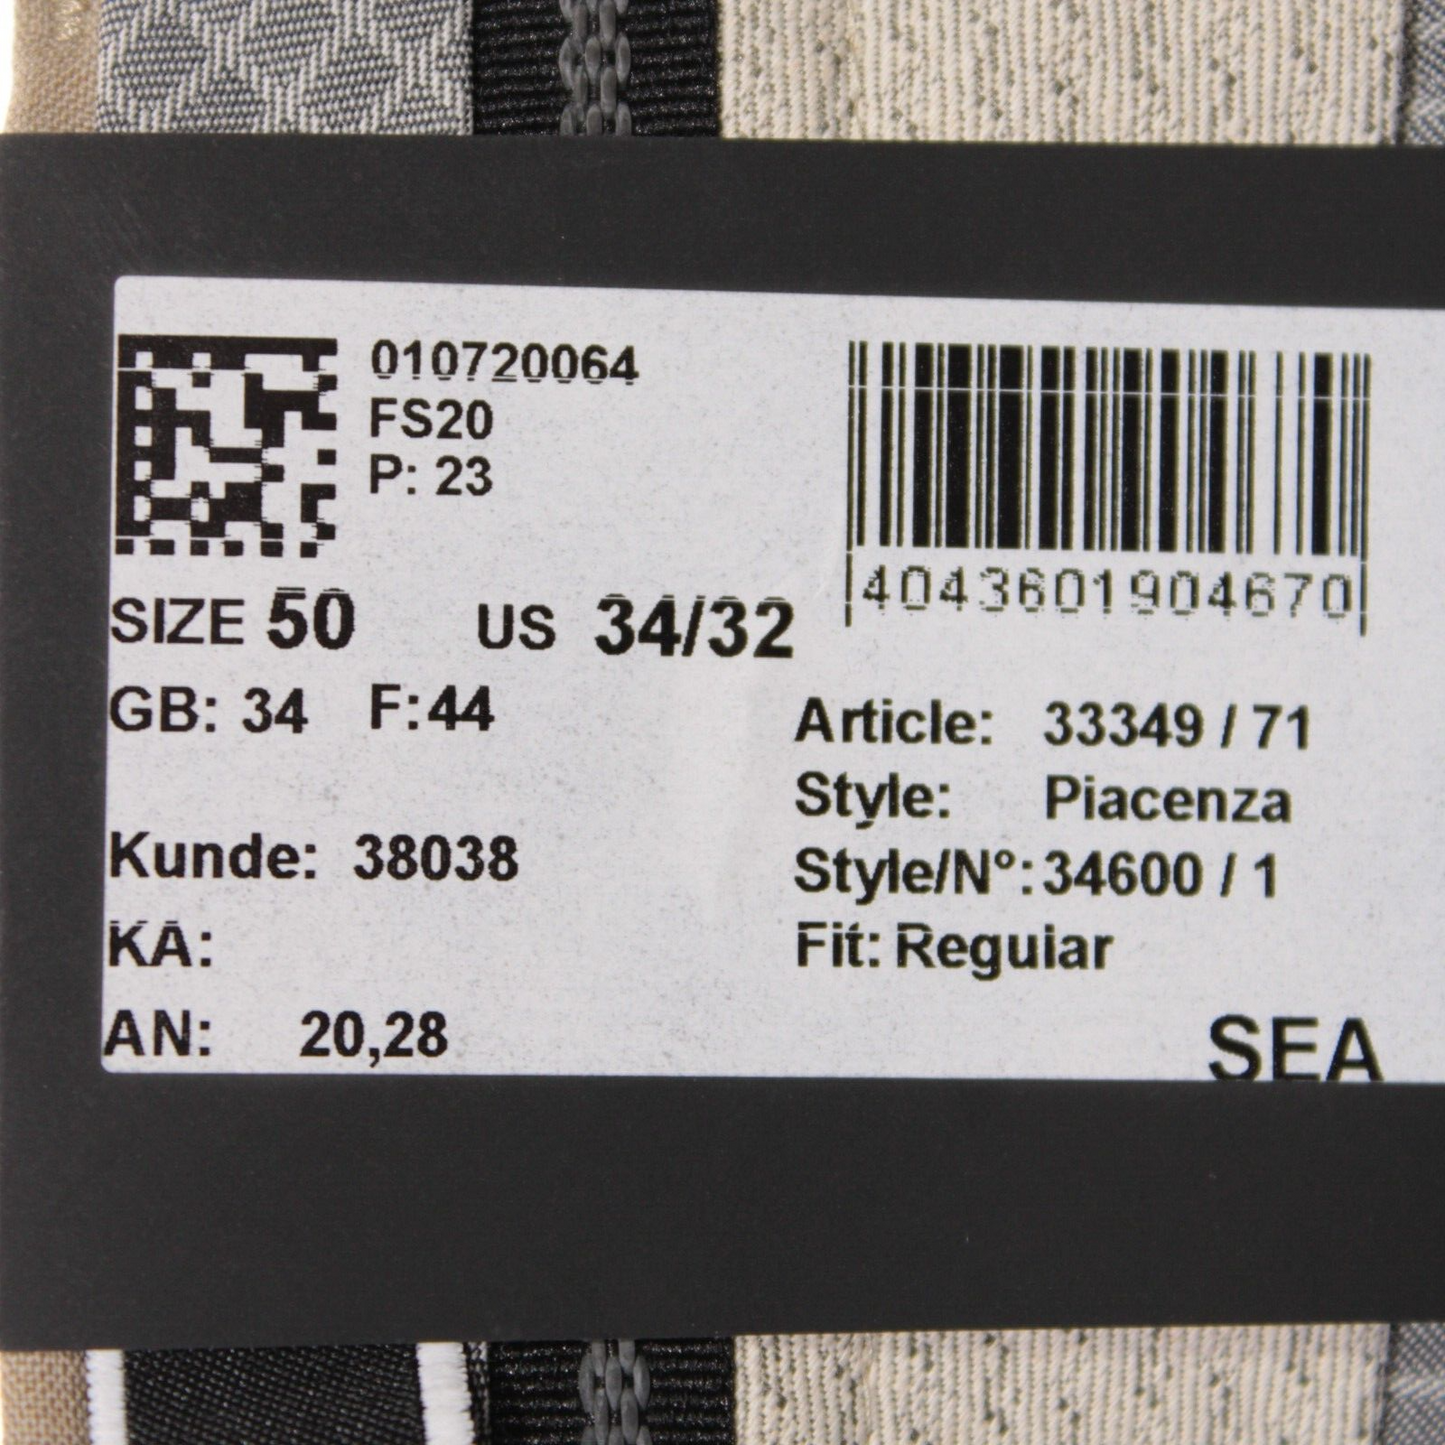 010720064
FS20
P: 23
4043601904670
SIZE 50 US 34/32
GB: 34 F:44
Article: 33349 / 71
Style: Piacenza
Style/N°: 34600 / 1
Fit: Reguiar
Kunde: 38038
KA:
AN: 20,28
SEA